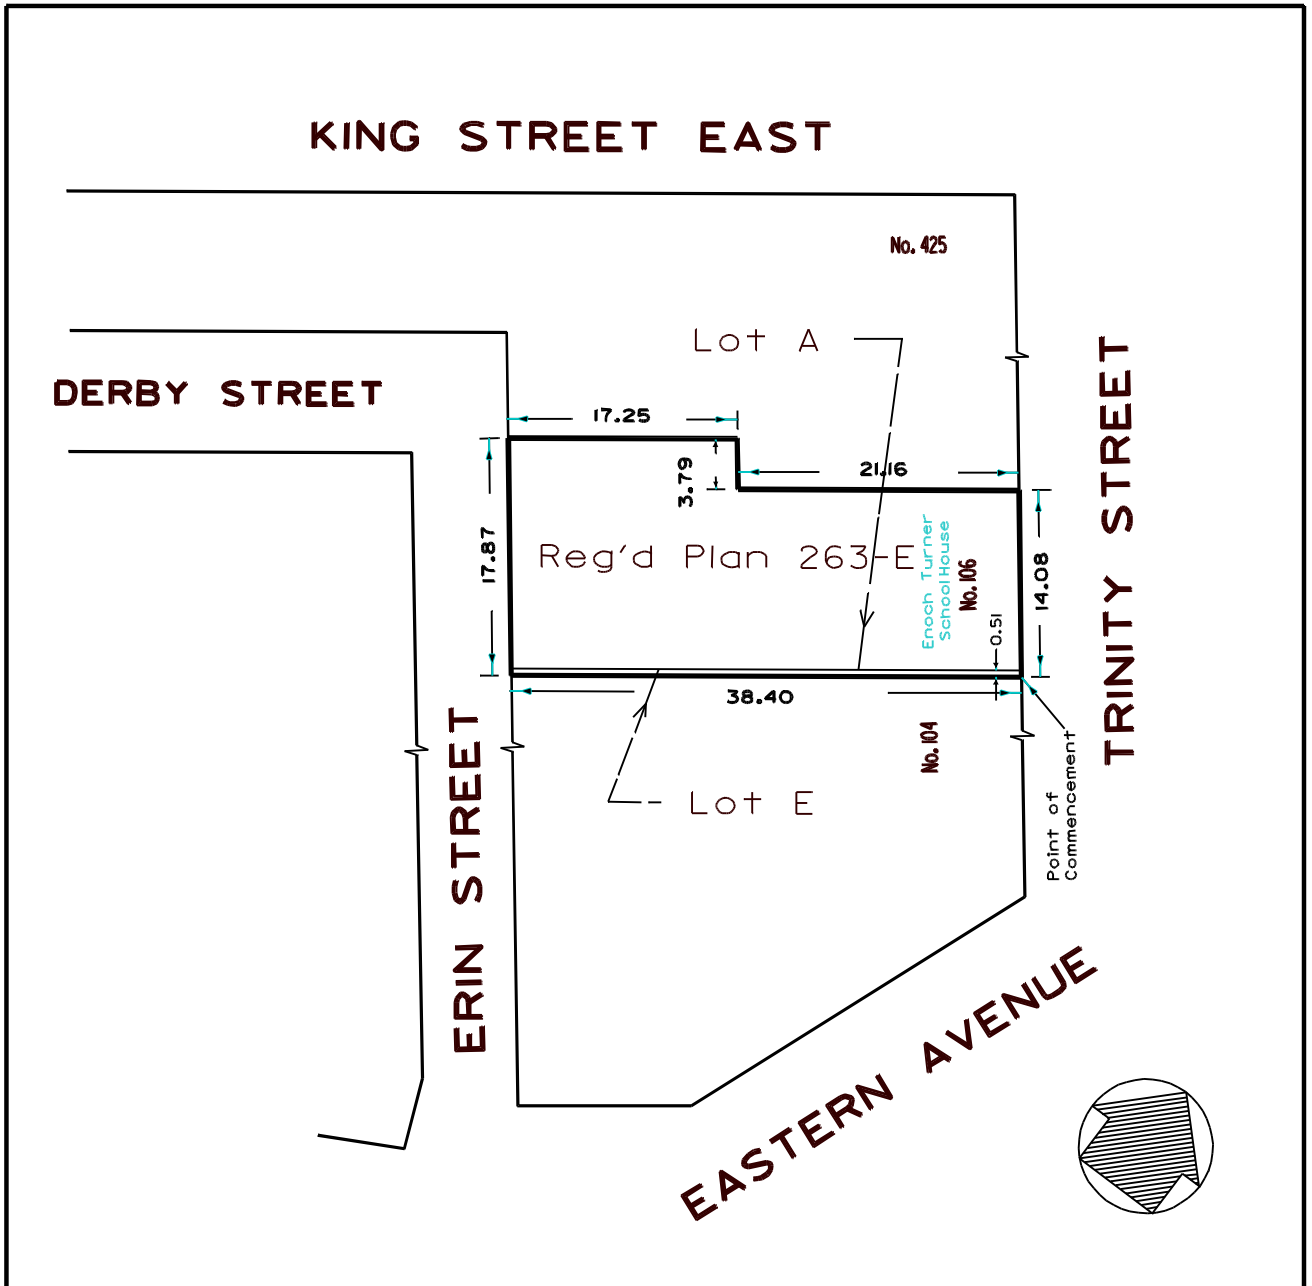 KING STREET EAST
No. 425
Lot A
DERBY STREET
17.25
21.16
3.79
17.87
Reg'd Plan 263-E
Enoch Turner
School House
No. 106
0.51
14.08
TRINITY STREET
38.40
No. 104
Lot E
Point of
Commencement
ERIN STREET
EASTERN AVENUE